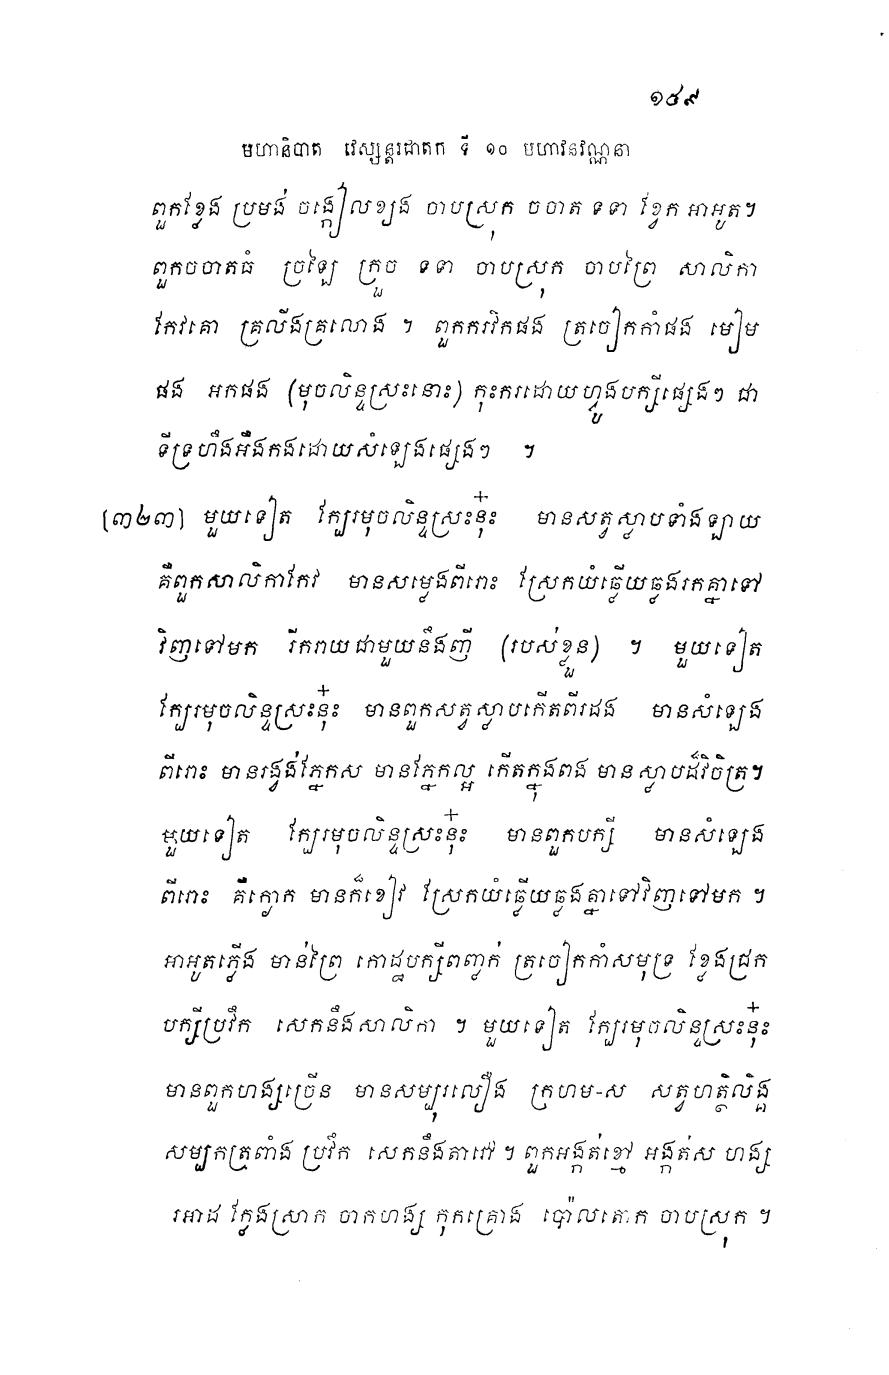 ១៤៩
មហានិបាត វេស្សន្តរជាតក ទី ១០ មហាវនវណ្ណនា
ពួកខ្វែង ប្រមង់ ចង្កៀលខ្យង ចាបស្រុក ចចាត ទទា ខ្វែក អាអូត។
ពួកចចាតធំ ច្រឡៃ ក្រួច ទទា ចាបស្រុក ចាបព្រៃ សាលិកា
កែវគោ គ្រលីងគ្រលោង ។ ពួកករវិកផង ត្រចៀកកាំផង មៀម
ផង អកផង (មុចលិន្ទស្រះនោះ) កុះករដោយហ្វូងបក្សីផ្សេងៗ ជា
ទីទ្រហឹងអឹងកងដោយសំឡេងផ្សេងៗ ។
(៣២៣) មួយទៀត ក្បែរមុចលិន្ទស្រះនុ៎ះ មានសត្វស្លាបទាំងឡាយ
គឺពួកសាលិកាកែវ មានសម្លេងពីរោះ ស្រែកយំឆ្លើយឆ្លងរកគ្នាទៅ
វិញទៅមក រីករាយជាមួយនឹងញី (របស់ខ្លួន) ។ មួយទៀត
ក្បែរមុចលិន្ទស្រះនុ៎ះ មានពួកសត្វស្លាបកើតពីរដង មានសំឡេង
ពីរោះ មានរង្វង់ភ្នែកស មានភ្នែកល្អ កើតក្នុងពង មានស្លាបដ៏វិចិត្រ។
មួយទៀត ក្បែរមុចលិន្ទស្រះនុ៎ះ មានពួកបក្សី មានសំឡេង
ពីរោះ គឺក្ងោក មានក៏ខៀវ ស្រែកយំឆ្លើយឆ្លងគ្នាទៅវិញទៅមក ។
អាអូតភ្លើង មាន់ព្រៃ កោដ្ឋបក្សីពញ្ចក់ ត្រចៀកកាំសមុទ្រ ខ្លែងជ្រក
បក្សីប្រវឹក សេកនឹងសាលិកា ។ មួយទៀត ក្បែរមុចលិន្ទស្រះនុ៎ះ
មានពួកហង្សច្រើន មានសម្បុរលឿង ក្រហម-ស សត្វហត្ថិលិង្គ
សម្បកត្រពាំង ប្រវឹក សេកនឹងតាវៅ ។ ពួកអង្កត់ខ្មៅ អង្កត់ស ហង្ស
រអាដ ក្លែងស្រាក ចាកហង្ស កុកគ្រោង ប៉ោលតោក ចាបស្រុក ។